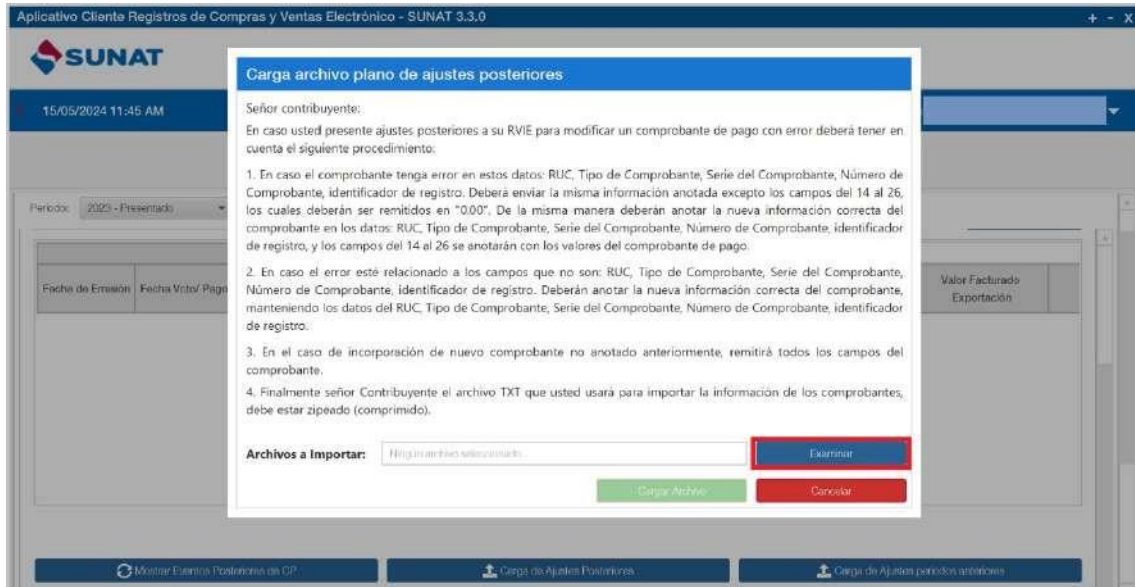 Aplicativo Cliente Registros de Compras y Ventas Electrónico - SUNAT 3.3.0
+ - X
SUNAT
15/05/2024 11:45 AM
Carga archivo plano de ajustes posteriores
Señor contribuyente:
En caso usted presente ajustes posteriores a su RVIE para modificar un comprobante de pago con error deberá tener en
cuenta el siguiente procedimiento:
1. En caso el comprobante tenga error en estos datos: RUC, Tipo de Comprobante, Serie del Comprobante, Número de
Comprobante, identificador de registro. Deberá enviar la misma información anotada excepto los campos del 14 al 26,
los cuales deberán ser remitidos en "0.00". De la misma manera deberán anotar la nueva información correcta del
comprobante en los datos: RUC, Tipo de Comprobante, Serie del Comprobante, Número de Comprobante, identificador
de registro, y los campos del 14 al 26 se anotarán con los valores del comprobante de pago.
2. En caso el error esté relacionado a los campos que no son: RUC, Tipo de Comprobante, Serie del Comprobante,
Número de Comprobante, identificador de registro. Deberán anotar la nueva información correcta del comprobante,
manteniendo los datos del RUC, Tipo de Comprobante, Serie del Comprobante, Número de Comprobante, identificador
de registro.
3. En el caso de incorporación de nuevo comprobante no anotado anteriormente, remitirá todos los campos del
comprobante.
4. Finalmente señor Contribuyente el archivo TXT que usted usará para importar la información de los comprobantes,
debe estar zipeado (comprimido).
Archivos a Importar: Ningún archivo seleccionado Examinar
Cargar Archivo Cancelar
Periodo: 2023 - Presentado
Fecha de Emisión Fecha Vcto/ Pago Valor Facturado
Exportación
Mostrar Eventos Posteriores de CP Carga de Ajustes Posteriores Carga de Ajustes periodos anteriores